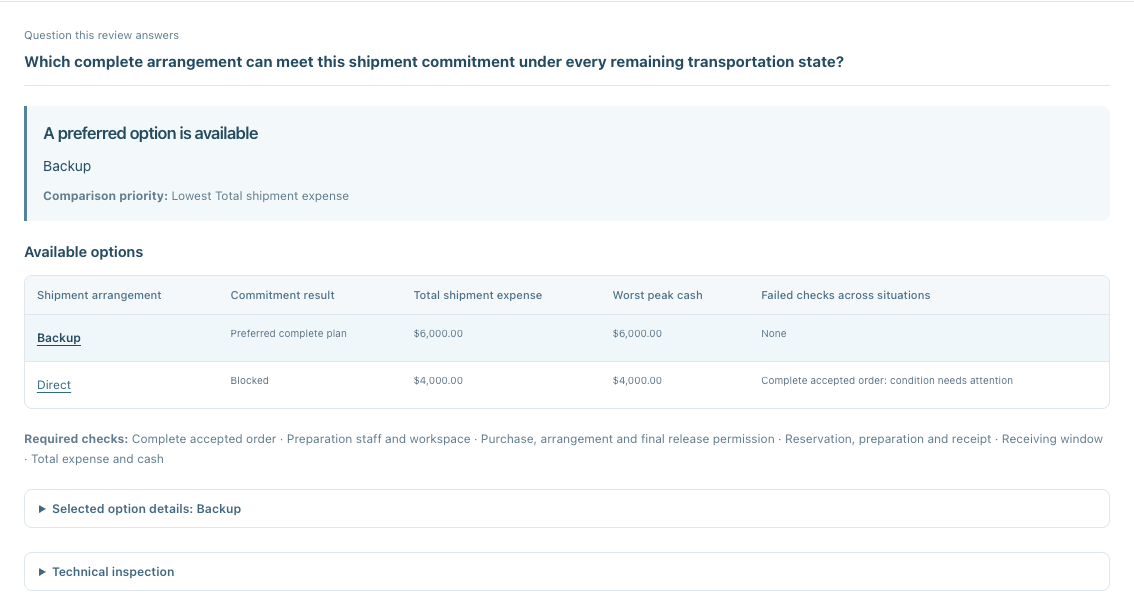 Question this review answers
Which complete arrangement can meet this shipment commitment under every remaining transportation state?
A preferred option is available
Backup
Comparison priority: Lowest Total shipment expense
Available options
Shipment arrangement Commitment result Total shipment expense Worst peak cash Failed checks across situations
Backup Preferred complete plan $6,000.00 $6,000.00 None
Direct Blocked $4,000.00 $4,000.00 Complete accepted order: condition needs attention
Required checks: Complete accepted order · Preparation staff and workspace · Purchase, arrangement and final release permission · Reservation, preparation and receipt · Receiving window
· Total expense and cash
Selected option details: Backup
Technical inspection